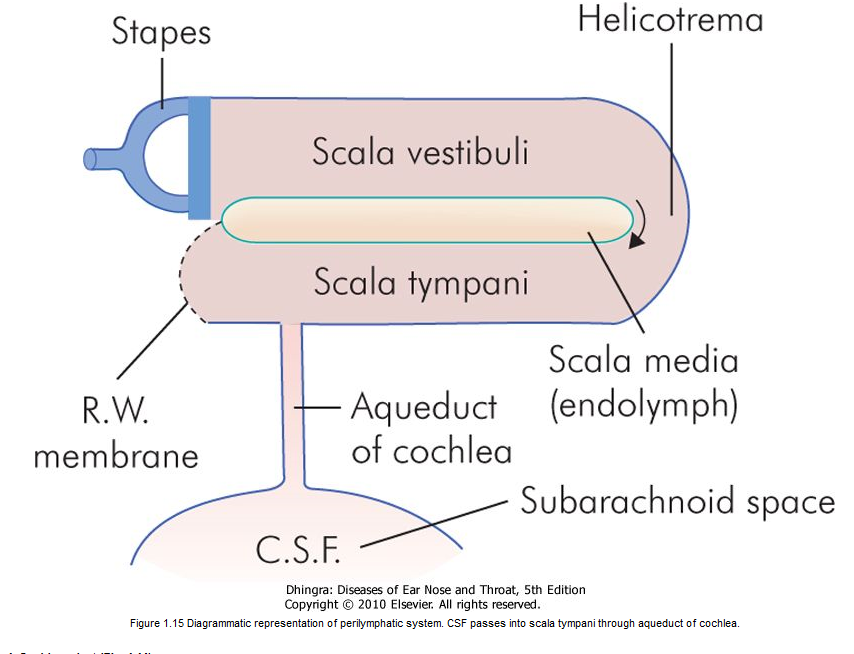 Stapes
Helicotrema
Scala vestibuli
Scala tympani
Scala media
(endolymph)
R.W.
membrane
Aqueduct
of cochlea
Subarachnoid space
C.S.F.
Dhingra: Diseases of Ear Nose and Throat, 5th Edition
Copyright © 2010 Elsevier. All rights reserved.
Figure 1.15 Diagrammatic representation of perilymphatic system. CSF passes into scala tympani through aqueduct of cochlea.